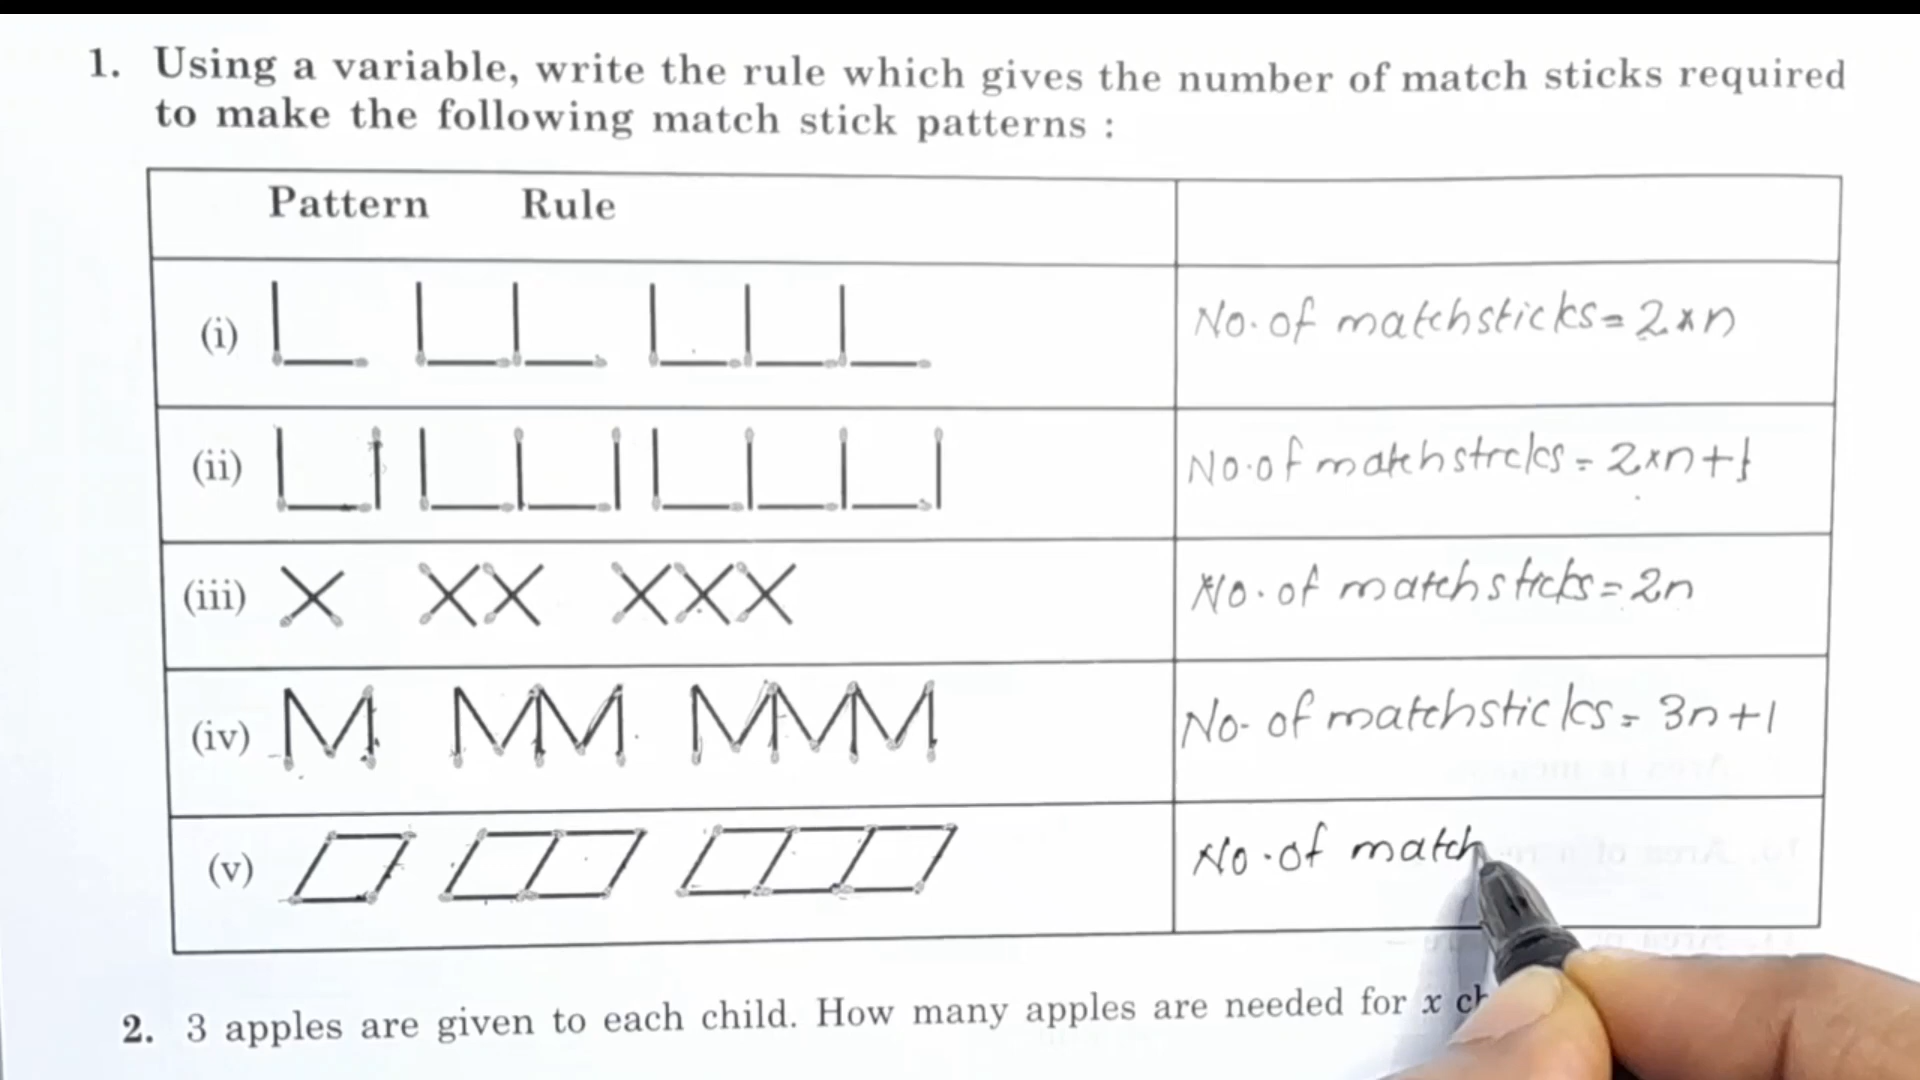 1. Using a variable, write the rule which gives the number of match sticks required
to make the following match stick patterns :
Pattern Rule
(i) No. of matchsticks = 2 × n
(ii) No. of matchsticks = 2 × n + 1
(iii) No. of matchsticks = 2n
(iv) No. of matchsticks = 3n + 1
(v) No. of match
2. 3 apples are given to each child. How many apples are needed for x ch